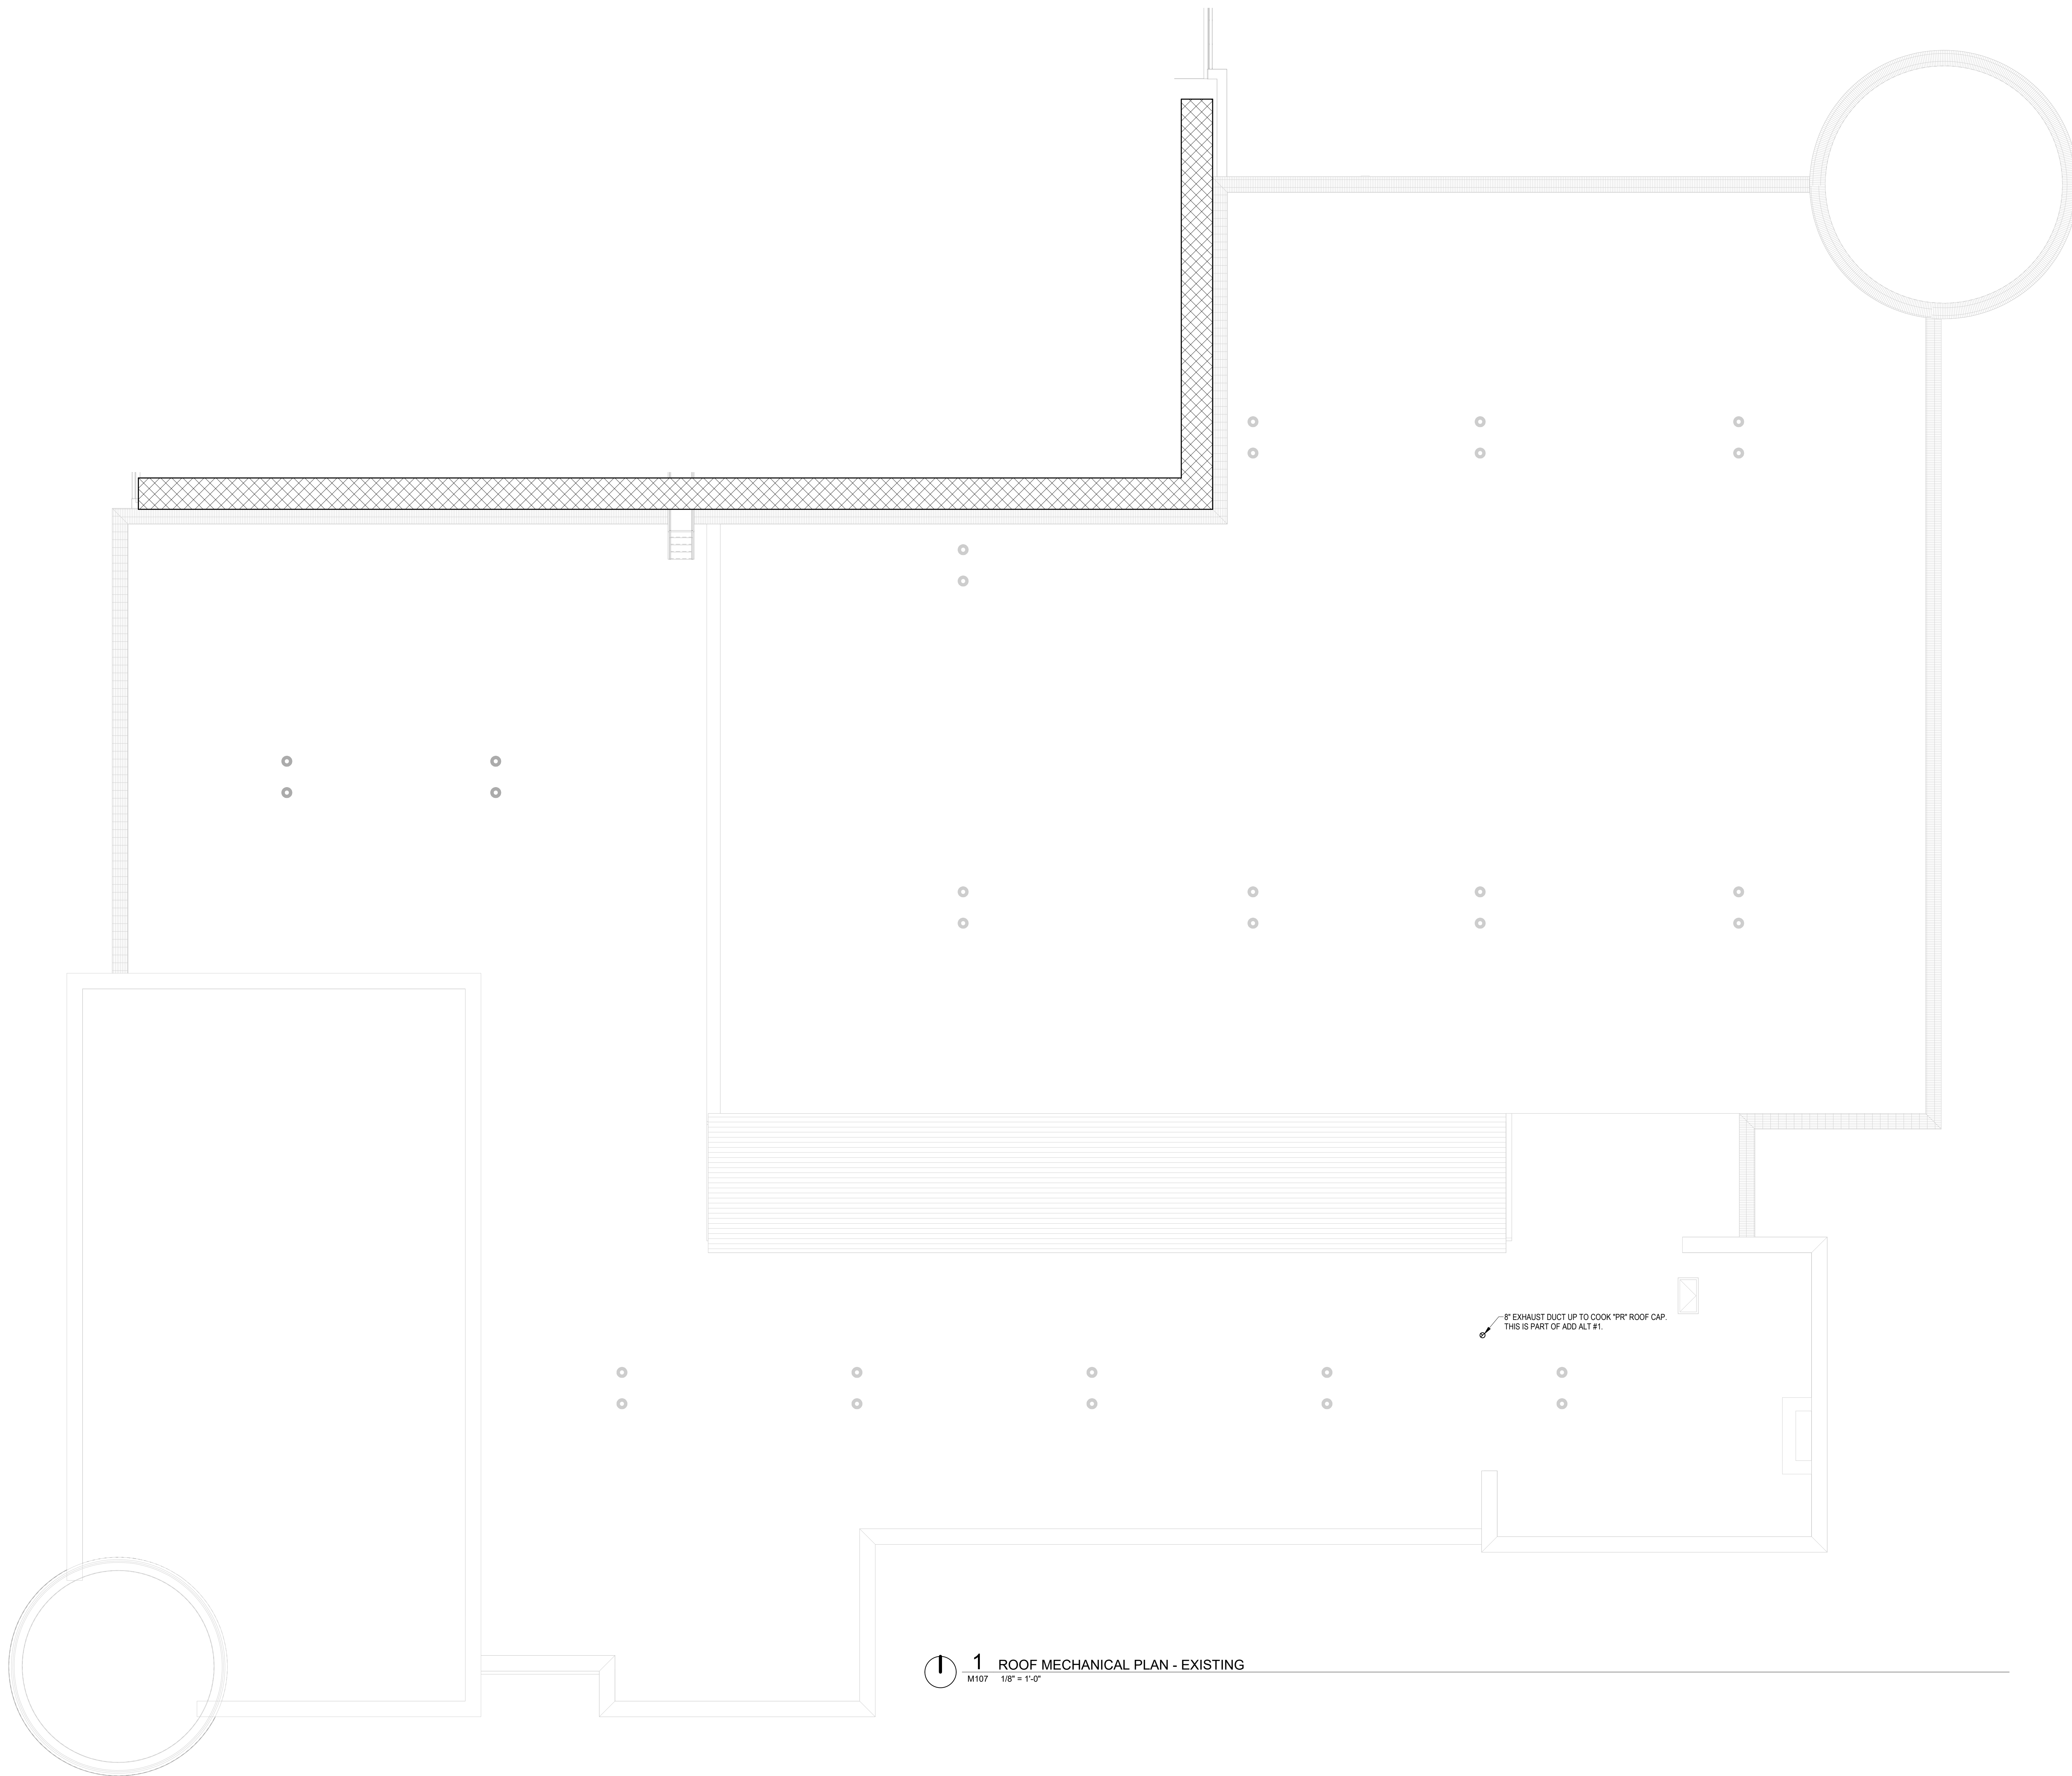 8" EXHAUST DUCT UP TO COOK "PR" ROOF CAP.
THIS IS PART OF ADD ALT #1.
1 ROOF MECHANICAL PLAN - EXISTING
M107 1/8" = 1'-0"